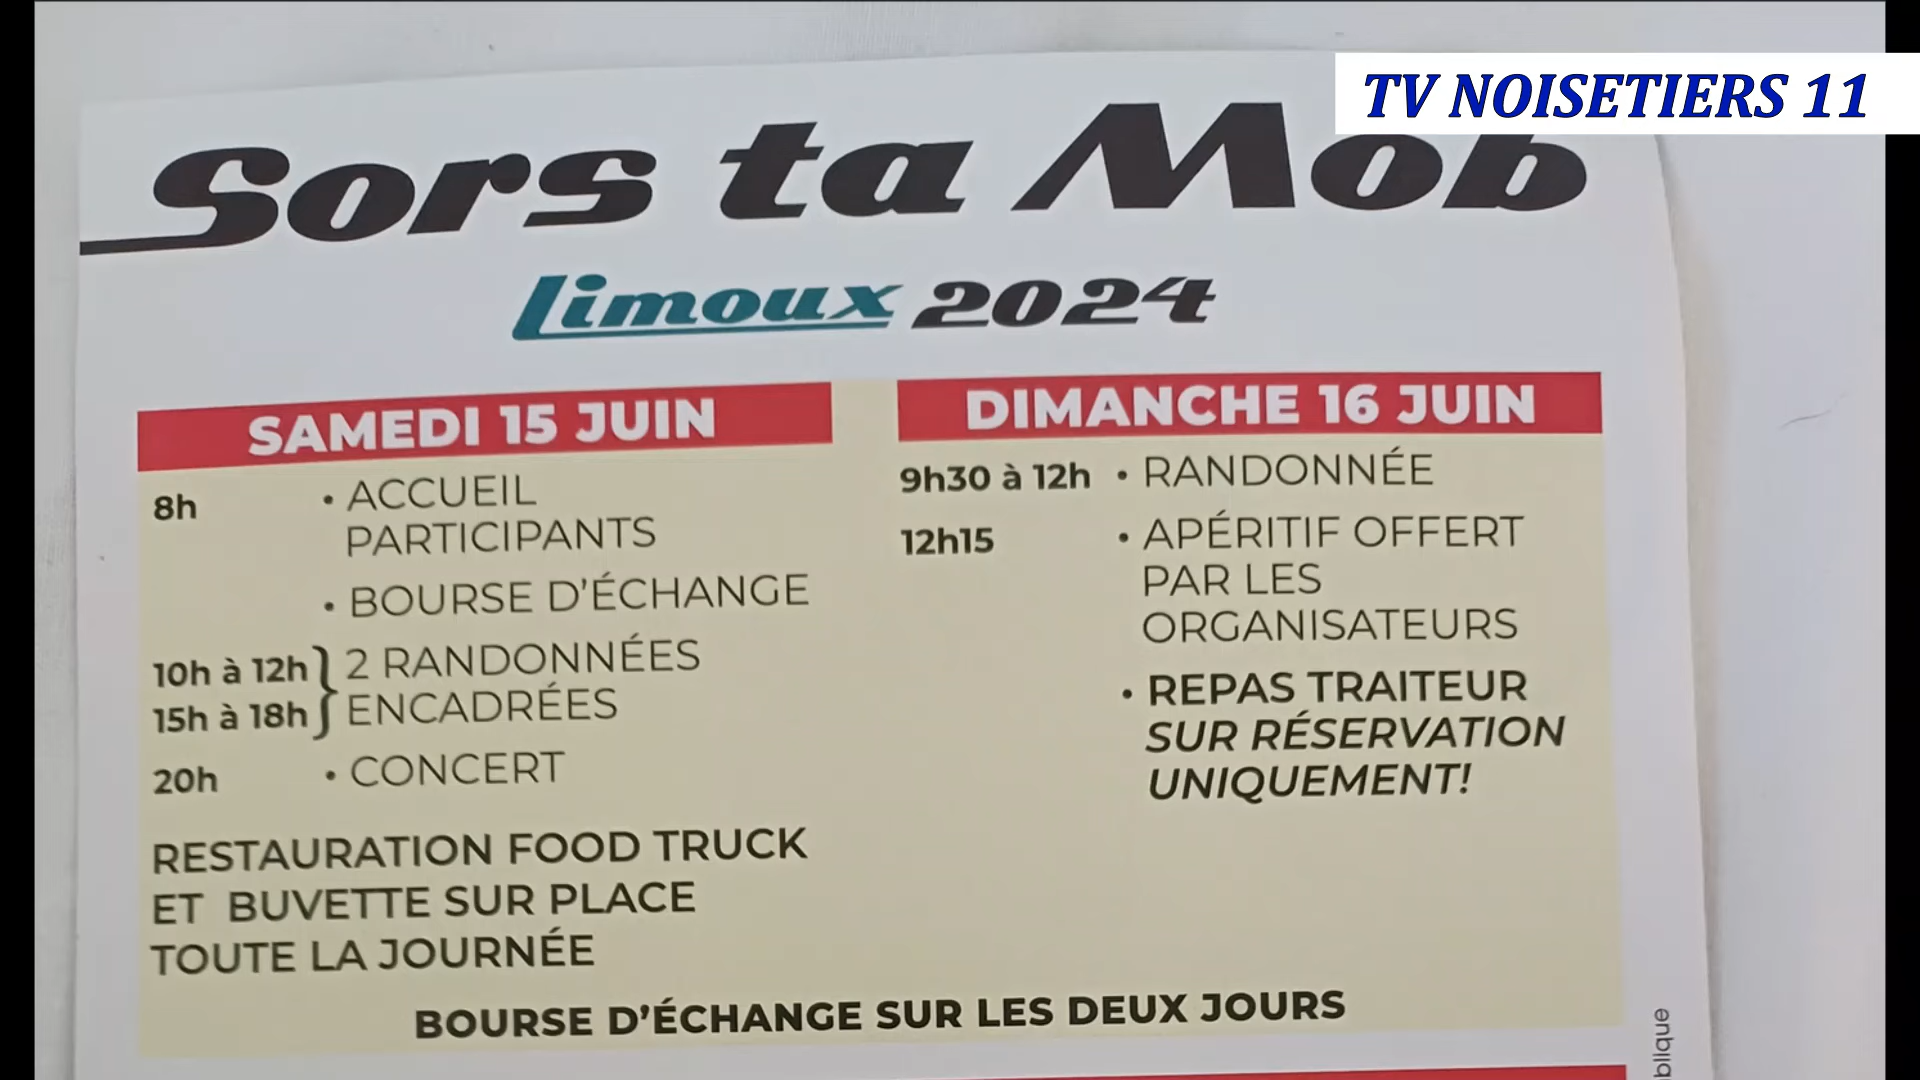 TV NOISETIERS 11
Sors ta Mob
Limoux 2024
SAMEDI 15 JUIN
8h • ACCUEIL
PARTICIPANTS
• BOURSE D'ÉCHANGE
10h à 12h } 2 RANDONNÉES
15h à 18h } ENCADRÉES
20h • CONCERT
RESTAURATION FOOD TRUCK
ET BUVETTE SUR PLACE
TOUTE LA JOURNÉE
DIMANCHE 16 JUIN
9h30 à 12h • RANDONNÉE
12h15 • APÉRITIF OFFERT
PAR LES
ORGANISATEURS
• REPAS TRAITEUR
SUR RÉSERVATION
UNIQUEMENT!
BOURSE D'ÉCHANGE SUR LES DEUX JOURS